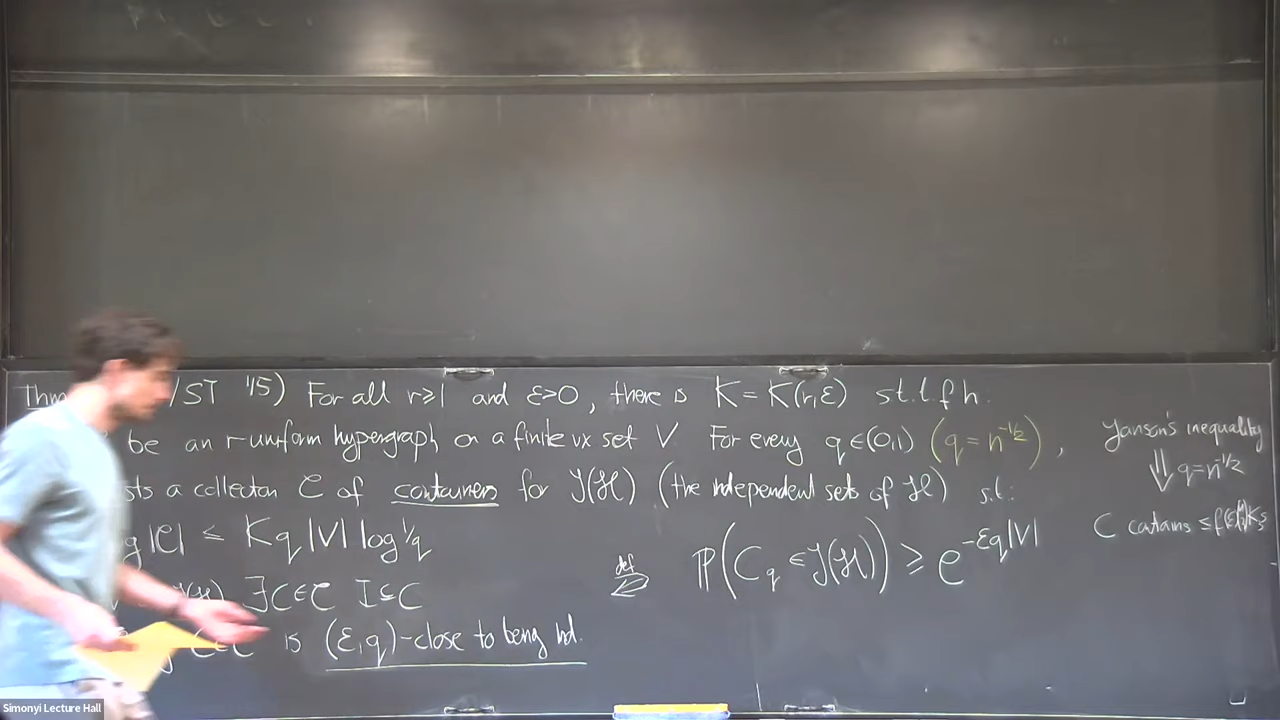 Thm /ST '15) For all r≥1 and ε>0, there is K=K(r,ε) s.t.t.f.h.
be an r-uniform hypergraph on a finite vx set V. For every q∈(0,1) (q=n^{-1/2}),
sts a collection C of containers for I(H) (the independent sets of H) s.t:
g|C| ≤ Kq|V|log 1/q
∃C∈C I⊆C
is (ε,q)-close to being ind.
def
P(C_q ∈ I(H)) ≥ e^{-εq|V|}
Janson's inequality
⇓ q=n^{-1/2}
C contains ≤
Simonyi Lecture Hall